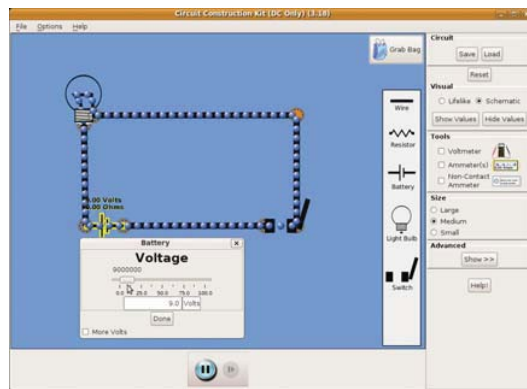 Circuit Construction Kit (DC Only) (3.18)
File Options Help
Grab Bag
Wire
Resistor
Battery
Light Bulb
Switch
.00 Volts
.00 Ohms
Battery
Voltage
9000000
0.0 25.0 50.0 75.0 100.0
9.0 Volts
Done
More Volts
Circuit
Save Load
Reset
Visual
Lifelike Schematic
Show Values Hide Values
Tools
Voltmeter
Ammeter(s)
Non-Contact
Ammeter
Size
Large
Medium
Small
Advanced
Show >>
Help!